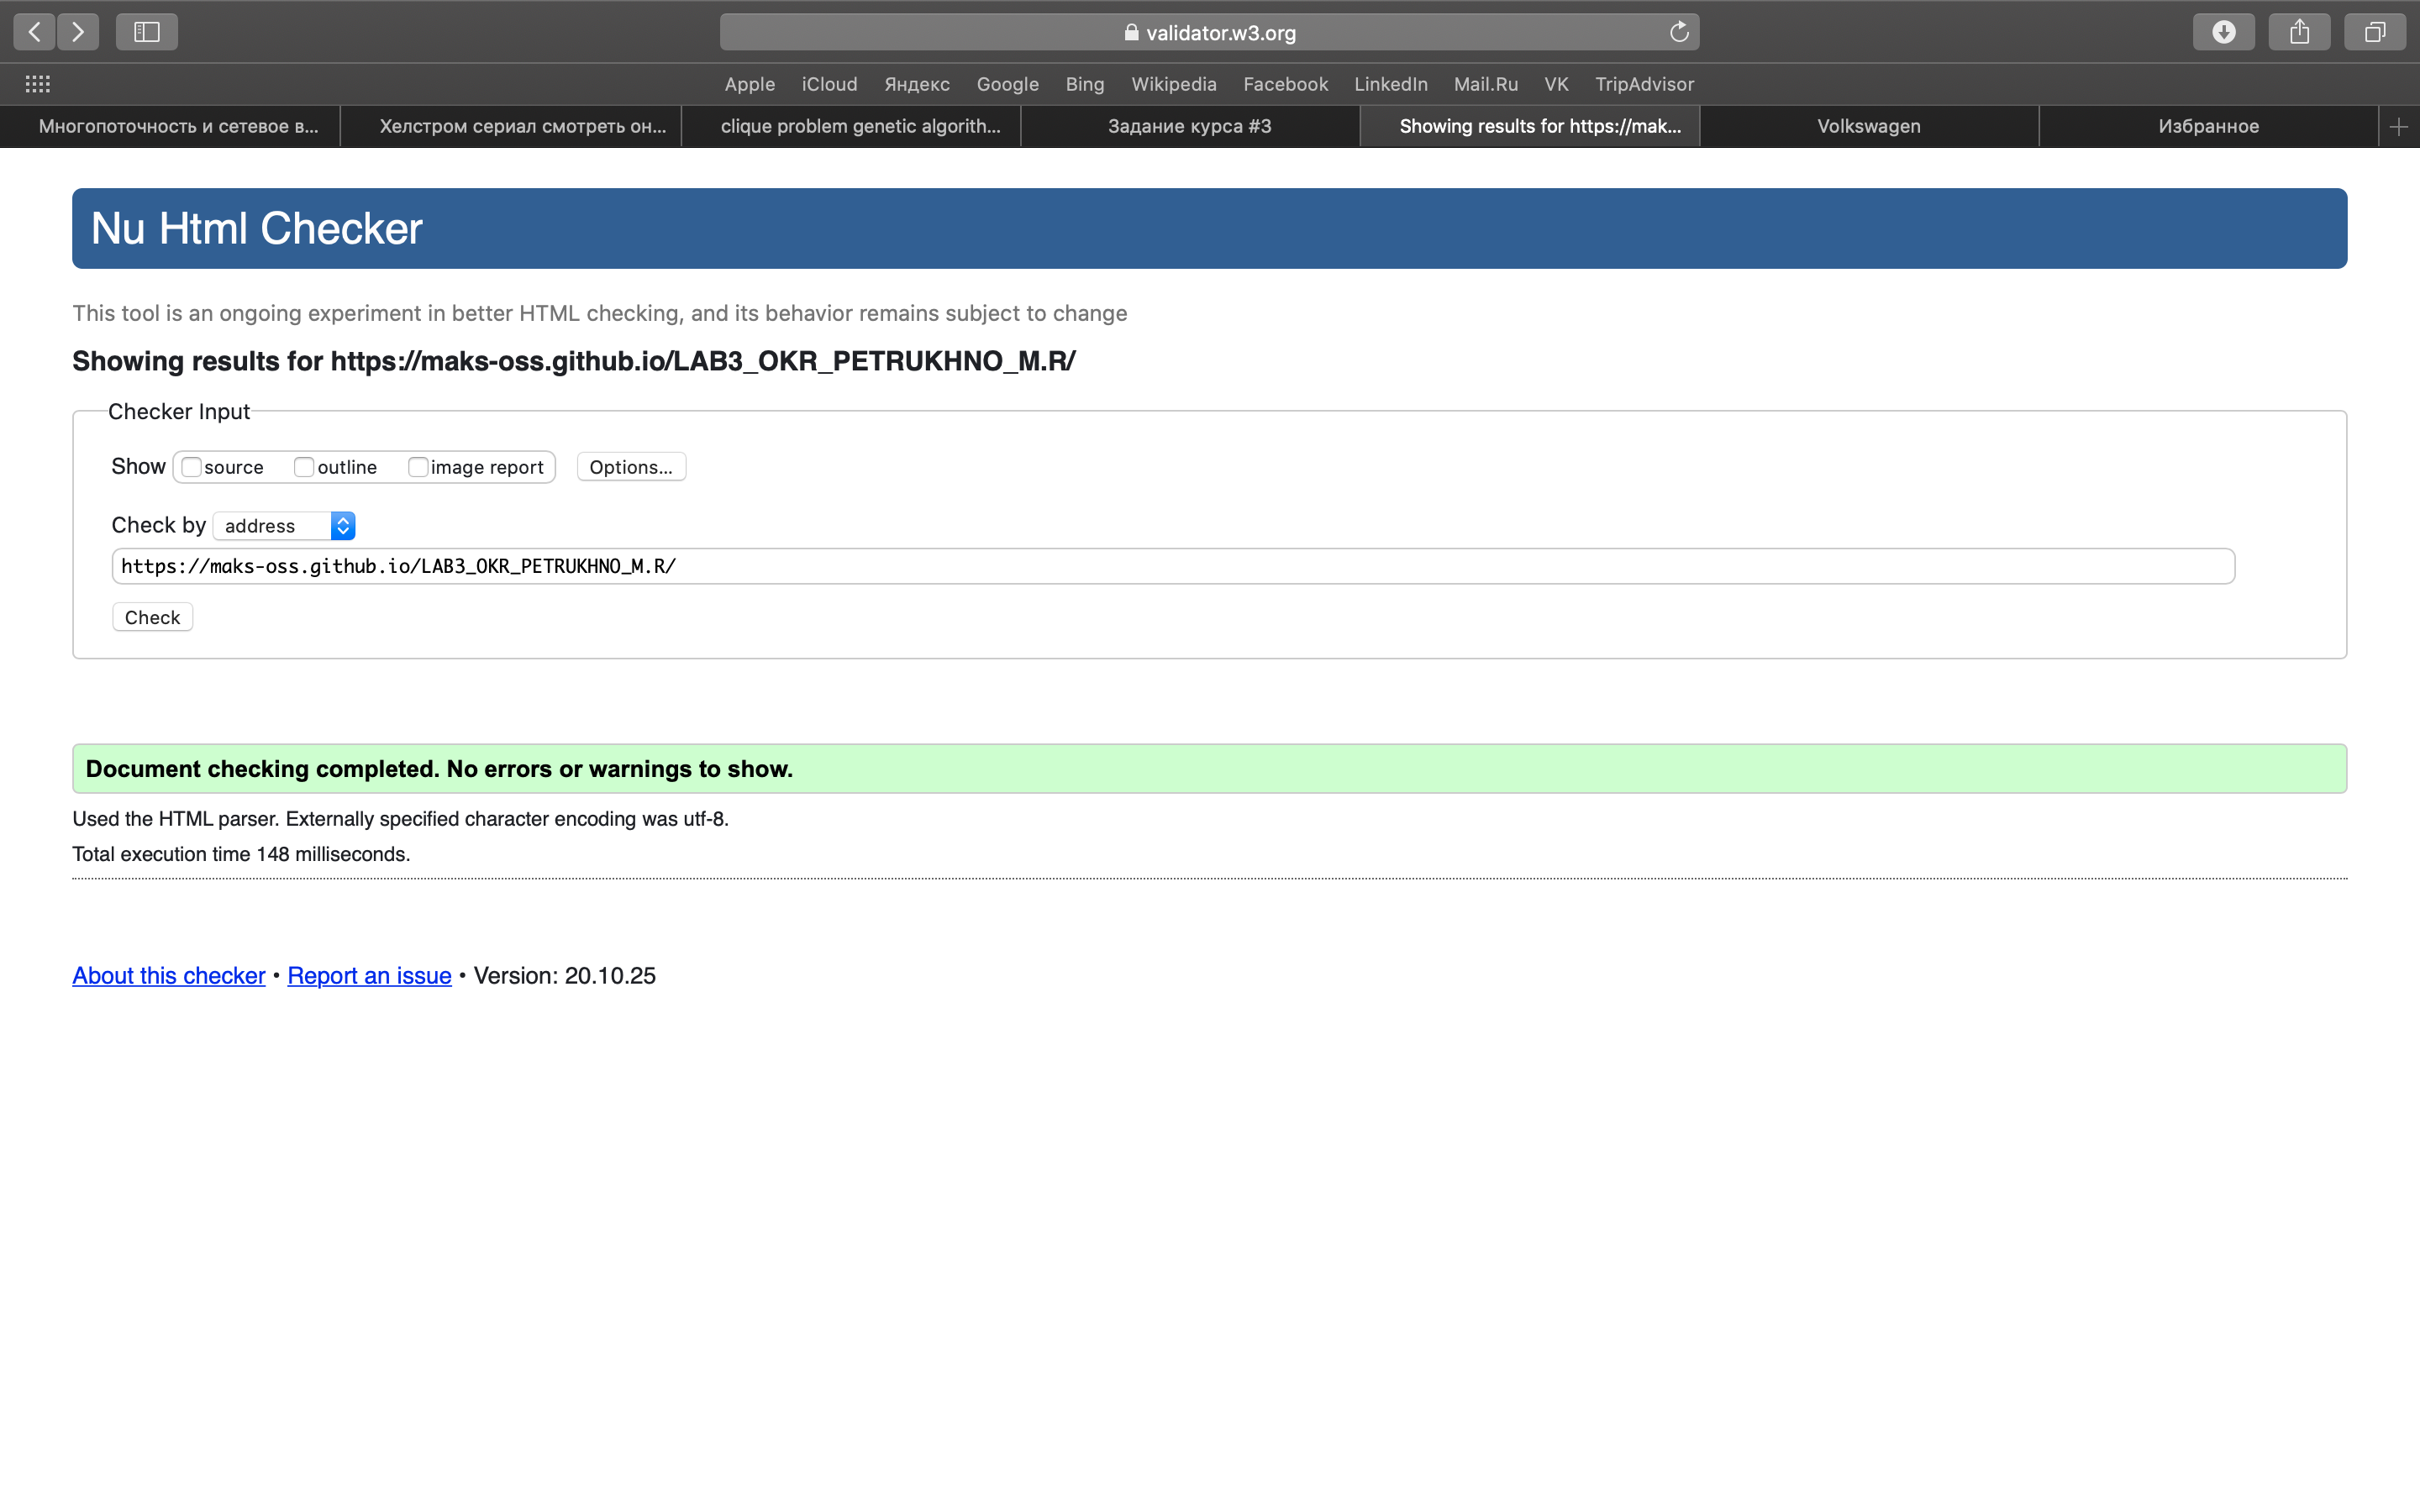 validator.w3.org
Apple iCloud Яндекс Google Bing Wikipedia Facebook LinkedIn Mail.Ru VK TripAdvisor
Многопоточность и сетевое в... Хелстром сериал смотреть он... clique problem genetic algorith... Задание курса #3 Showing results for https://mak... Volkswagen Избранное
Nu Html Checker
This tool is an ongoing experiment in better HTML checking, and its behavior remains subject to change
Showing results for https://maks-oss.github.io/LAB3_OKR_PETRUKHNO_M.R/
Checker Input
Show source outline image report Options...
Check by address
https://maks-oss.github.io/LAB3_OKR_PETRUKHNO_M.R/
Check
Document checking completed. No errors or warnings to show.
Used the HTML parser. Externally specified character encoding was utf-8.
Total execution time 148 milliseconds.
About this checker • Report an issue • Version: 20.10.25